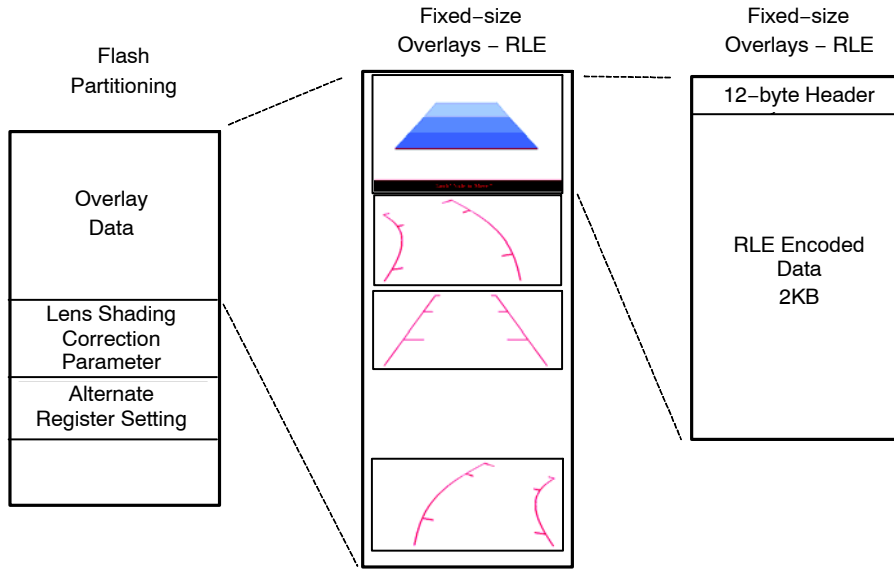 Flash
Partitioning
Overlay
Data
Lens Shading
Correction
Parameter
Alternate
Register Setting
Fixed−size
Overlays − RLE
Fixed−size
Overlays − RLE
12−byte Header
RLE Encoded
Data
2KB